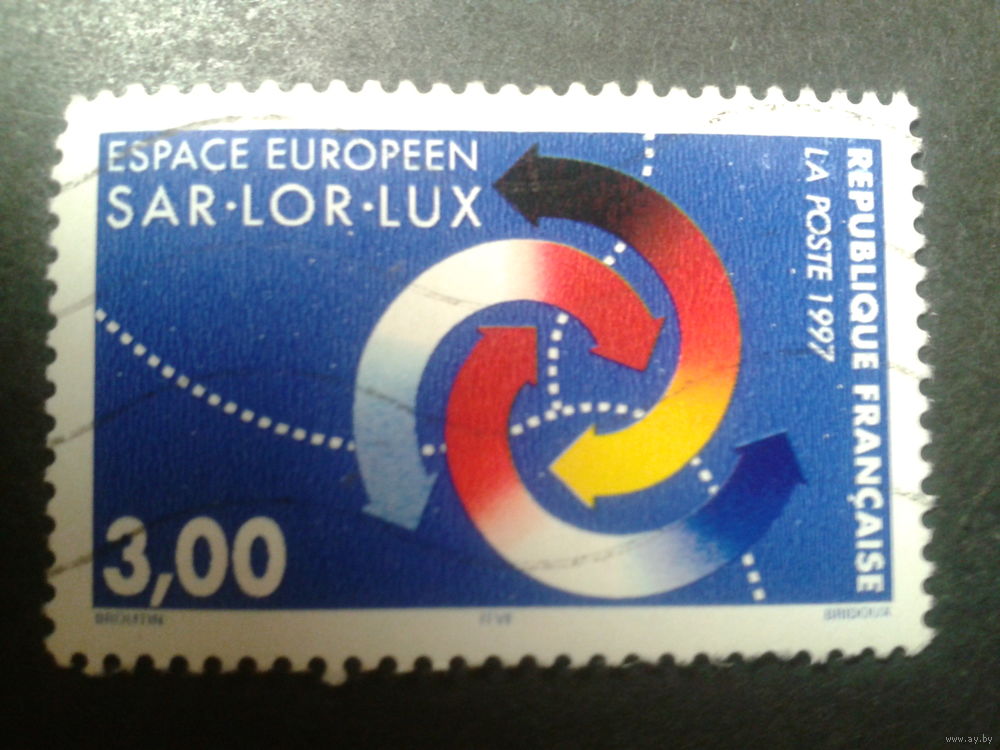 ESPACE EUROPEEN
SAR·LOR·LUX
REPUBLIQUE FRANÇAISE
LA POSTE 1997
3,00
www.ay.by